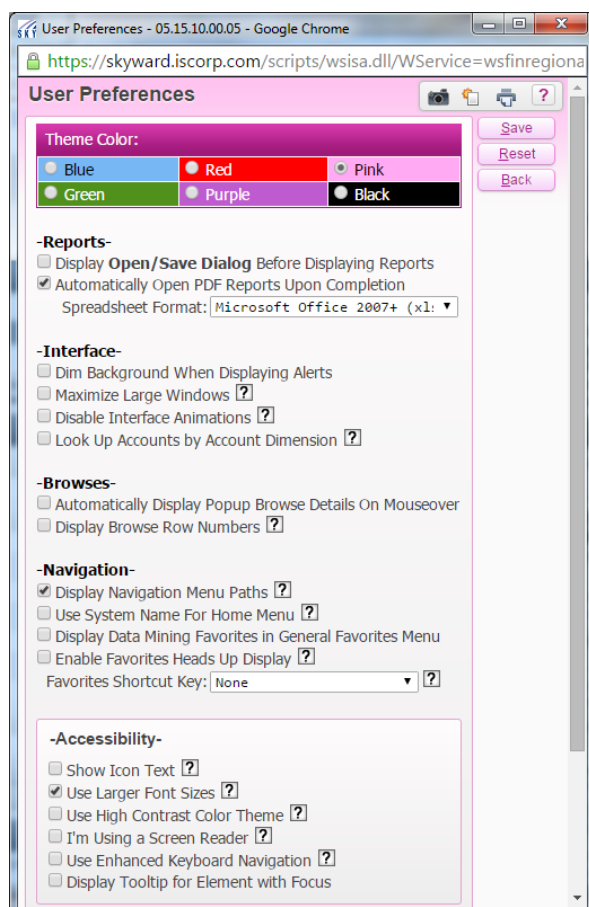 User Preferences - 05.15.10.00.05 - Google Chrome
https://skyward.iscorp.com/scripts/wsisa.dll/WService=wsfinregiona
User Preferences
?
Save
Reset
Back
Theme Color:
Blue Red Pink
Green Purple Black
-Reports-
Display Open/Save Dialog Before Displaying Reports
Automatically Open PDF Reports Upon Completion
Spreadsheet Format: Microsoft Office 2007+ (xl:
-Interface-
Dim Background When Displaying Alerts
Maximize Large Windows ?
Disable Interface Animations ?
Look Up Accounts by Account Dimension ?
-Browses-
Automatically Display Popup Browse Details On Mouseover
Display Browse Row Numbers ?
-Navigation-
Display Navigation Menu Paths ?
Use System Name For Home Menu ?
Display Data Mining Favorites in General Favorites Menu
Enable Favorites Heads Up Display ?
Favorites Shortcut Key: None ?
-Accessibility-
Show Icon Text ?
Use Larger Font Sizes ?
Use High Contrast Color Theme ?
I'm Using a Screen Reader ?
Use Enhanced Keyboard Navigation ?
Display Tooltip for Element with Focus